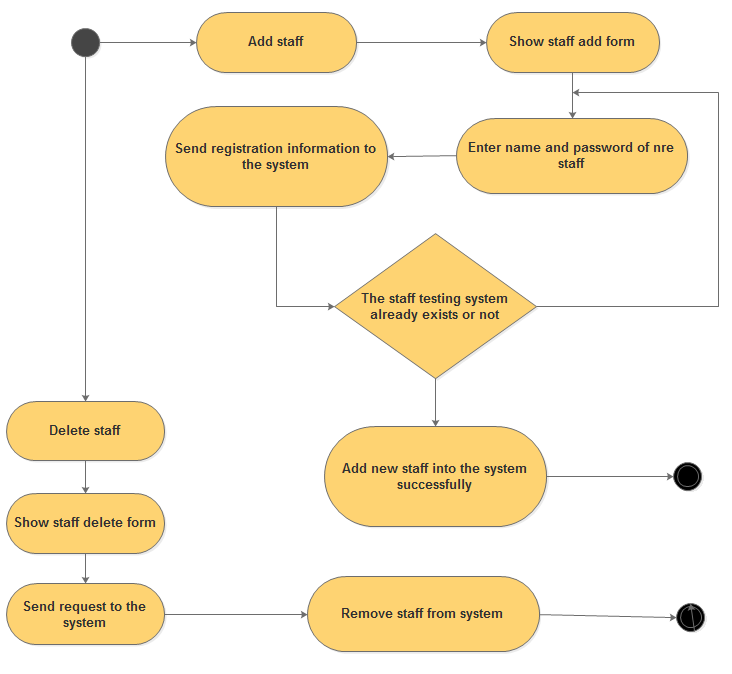 Add staff
Show staff add form
Send registration information to
the system
Enter name and password of nre
staff
The staff testing system
already exists or not
Delete staff
Add new staff into the system
successfully
Show staff delete form
Send request to the
system
Remove staff from system